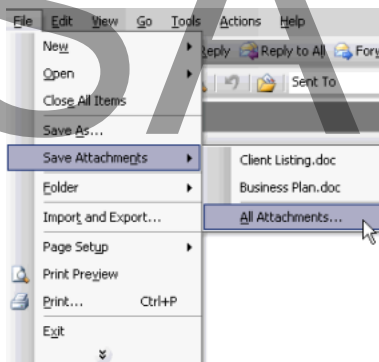 File Edit View Go Tools Actions Help
New
Reply Reply to All
Open
Sent To
Close All Items
Save As...
Save Attachments
Client Listing.doc
Folder
Business Plan.doc
Import and Export...
All Attachments...
Page Setup
Print Preview
Print... Ctrl+P
Exit